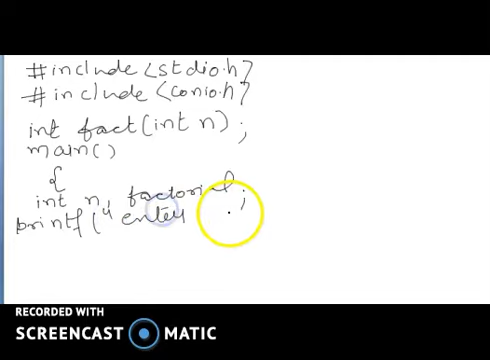 #include <stdio.h>
#include <conio.h>
int fact(int n);
main()
{
int n, factorial;
printf("enter
RECORDED WITH
SCREENCAST MATIC